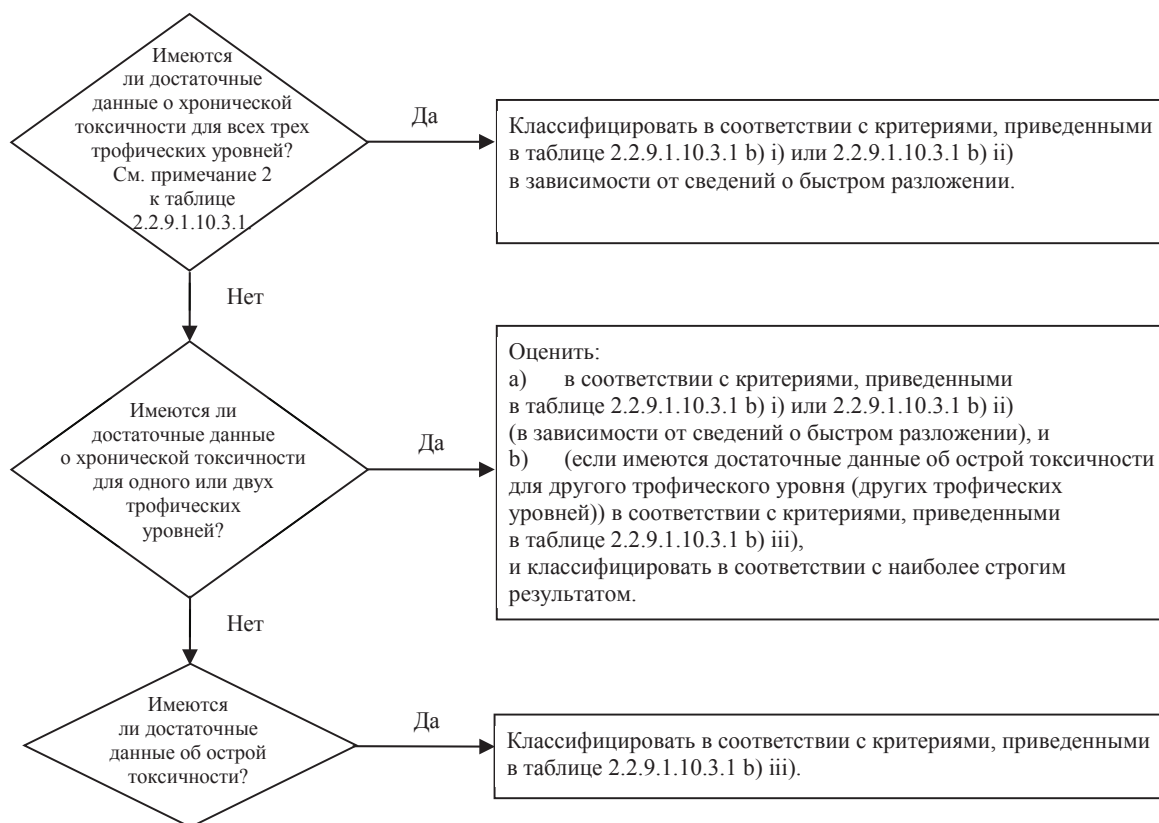 Имеются
ли достаточные
данные о хронической
токсичности для всех трех
трофических уровней?
См. примечание 2
к таблице
2.2.9.1.10.3.1.
Да
Классифицировать в соответствии с критериями, приведенными
в таблице 2.2.9.1.10.3.1 b) i) или 2.2.9.1.10.3.1 b) ii)
в зависимости от сведений о быстром разложении.
Нет
Имеются ли
достаточные данные
о хронической токсичности
для одного или двух
трофических
уровней?
Да
Оценить:
a) в соответствии с критериями, приведенными
в таблице 2.2.9.1.10.3.1 b) i) или 2.2.9.1.10.3.1 b) ii)
(в зависимости от сведений о быстром разложении), и
b) (если имеются достаточные данные об острой токсичности
для другого трофического уровня (других трофических
уровней)) в соответствии с критериями, приведенными
в таблице 2.2.9.1.10.3.1 b) iii),
и классифицировать в соответствии с наиболее строгим
результатом.
Нет
Имеются
ли достаточные
данные об острой
токсичности?
Да
Классифицировать в соответствии с критериями, приведенными
в таблице 2.2.9.1.10.3.1 b) iii).